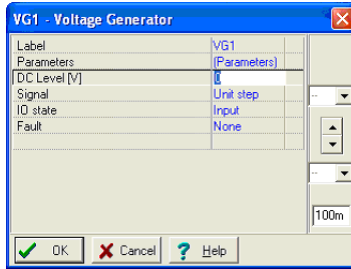 VG1 - Voltage Generator
Label VG1
Parameters (Parameters)
DC Level [V] 0
Signal Unit step
IO state Input
Fault None
100m
OK Cancel Help